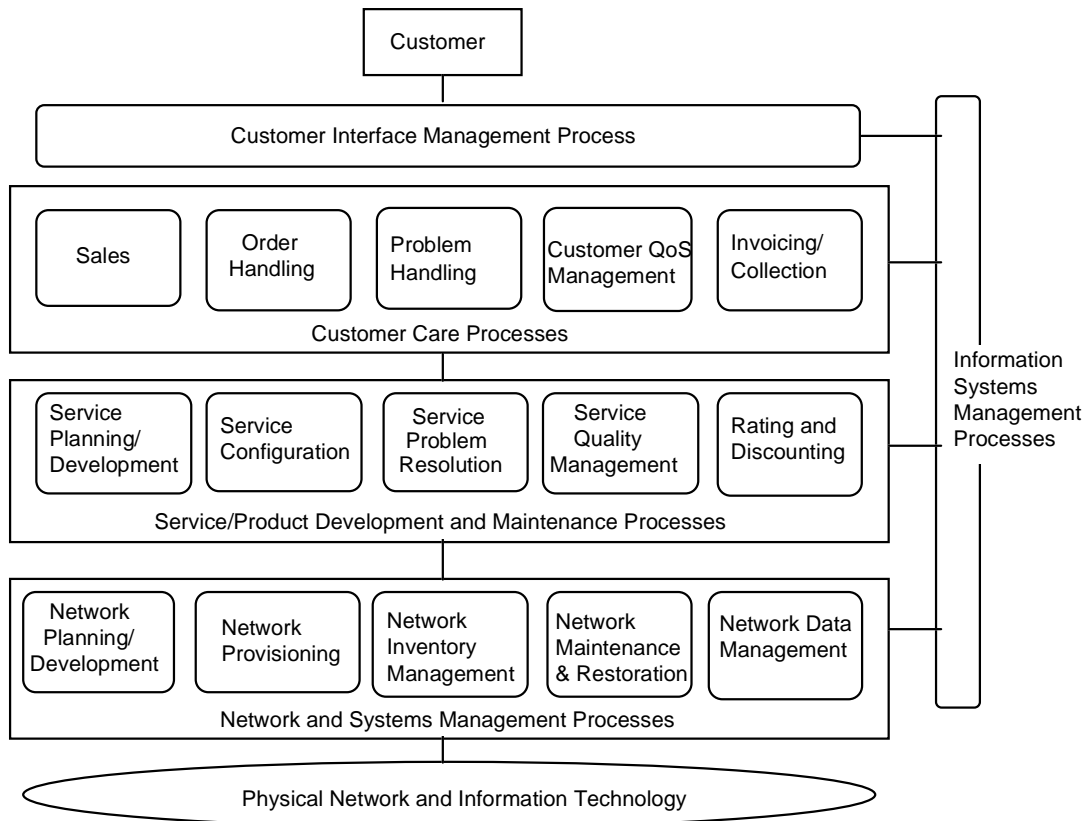 Customer
Customer Interface Management Process
Sales
Order
Handling
Problem
Handling
Customer QoS
Management
Invoicing/
Collection
Customer Care Processes
Service
Planning/
Development
Service
Configuration
Service
Problem
Resolution
Service
Quality
Management
Rating and
Discounting
Service/Product Development and Maintenance Processes
Network
Planning/
Development
Network
Provisioning
Network
Inventory
Management
Network
Maintenance
& Restoration
Network Data
Management
Network and Systems Management Processes
Physical Network and Information Technology
Information
Systems
Management
Processes